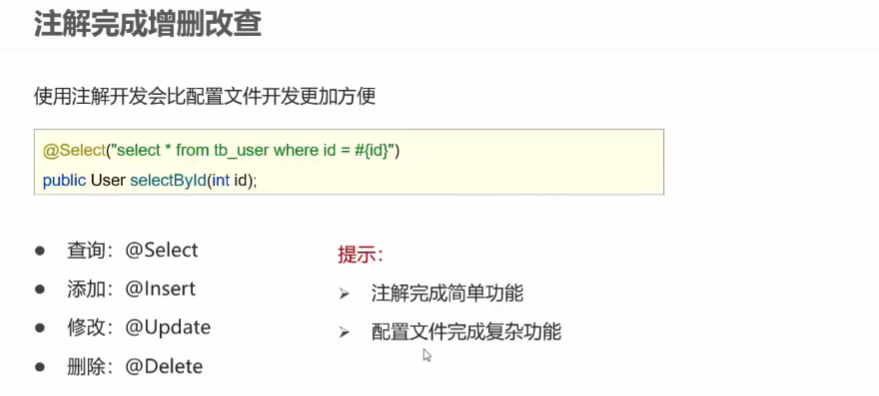 注解完成增删改查
使用注解开发会比配置文件开发更加方便
@Select("select * from tb_user where id = #{id}")
public User selectById(int id);
● 查询：@Select
● 添加：@Insert
● 修改：@Update
● 删除：@Delete
提示：
➢ 注解完成简单功能
➢ 配置文件完成复杂功能